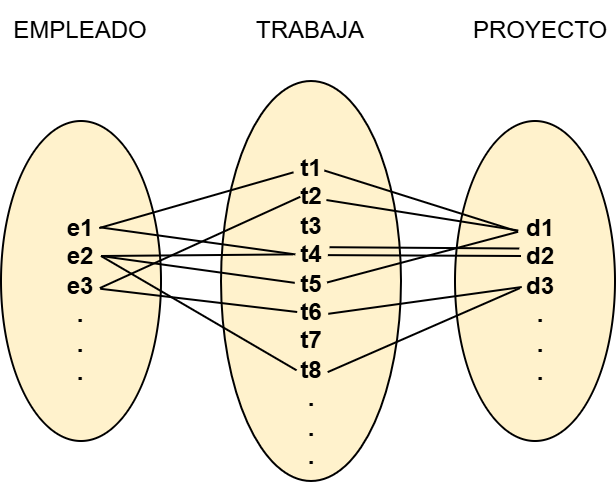 EMPLEADO TRABAJA PROYECTO
t1
t2
e1 t3 d1
e2 t4 d2
e3 t5 d3
. t6 .
. t7 .
. t8 .
.
.
.